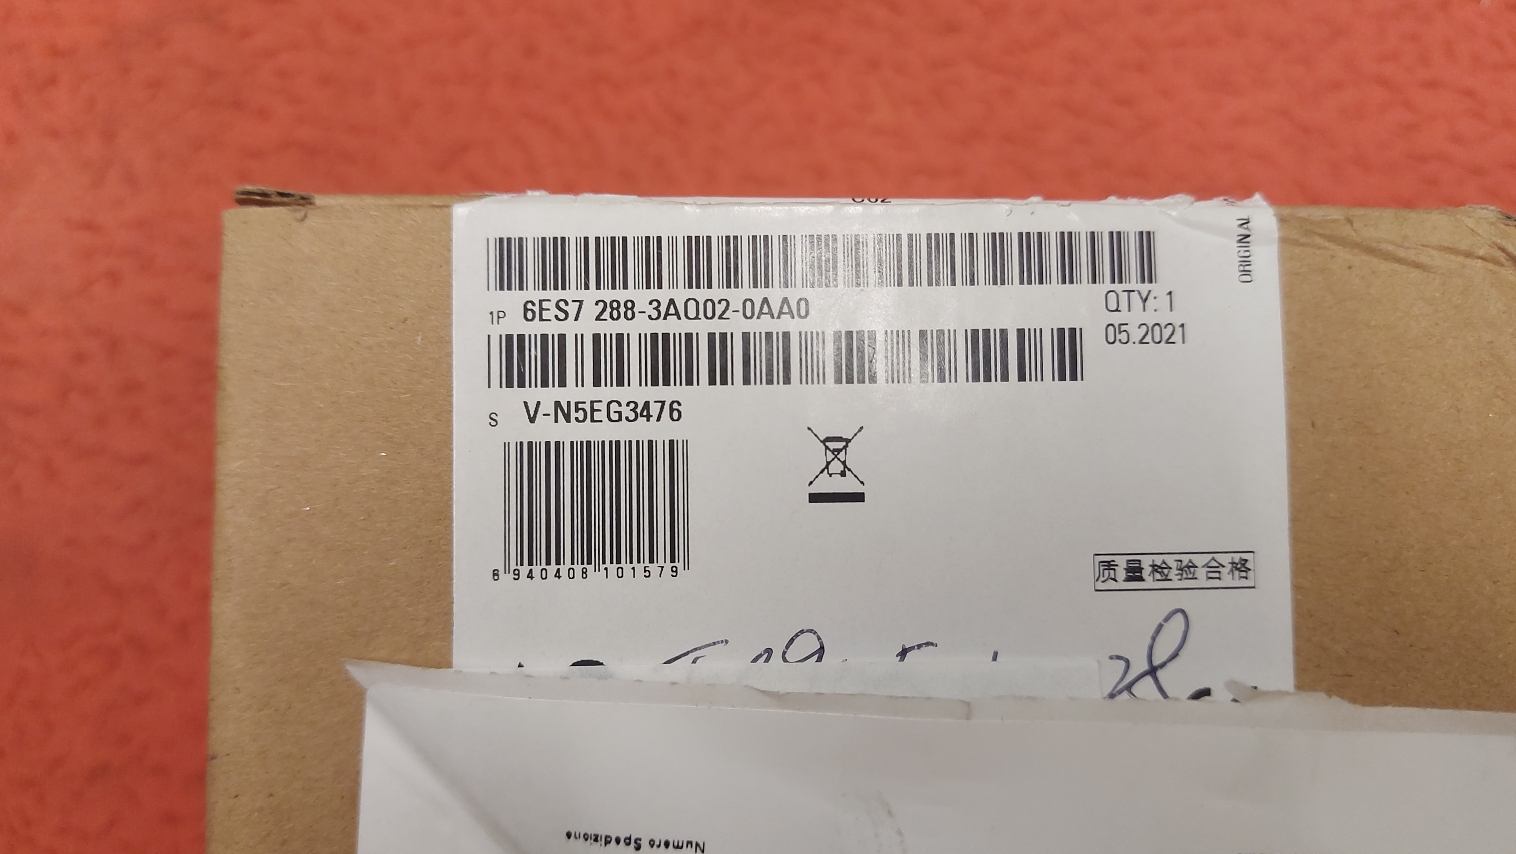 ORIGINAL
1P 6ES7 288-3AQ02-0AA0
QTY: 1
05.2021
S V-N5EG3476
6 940408 101579
质量检验合格
Numero Spedizione